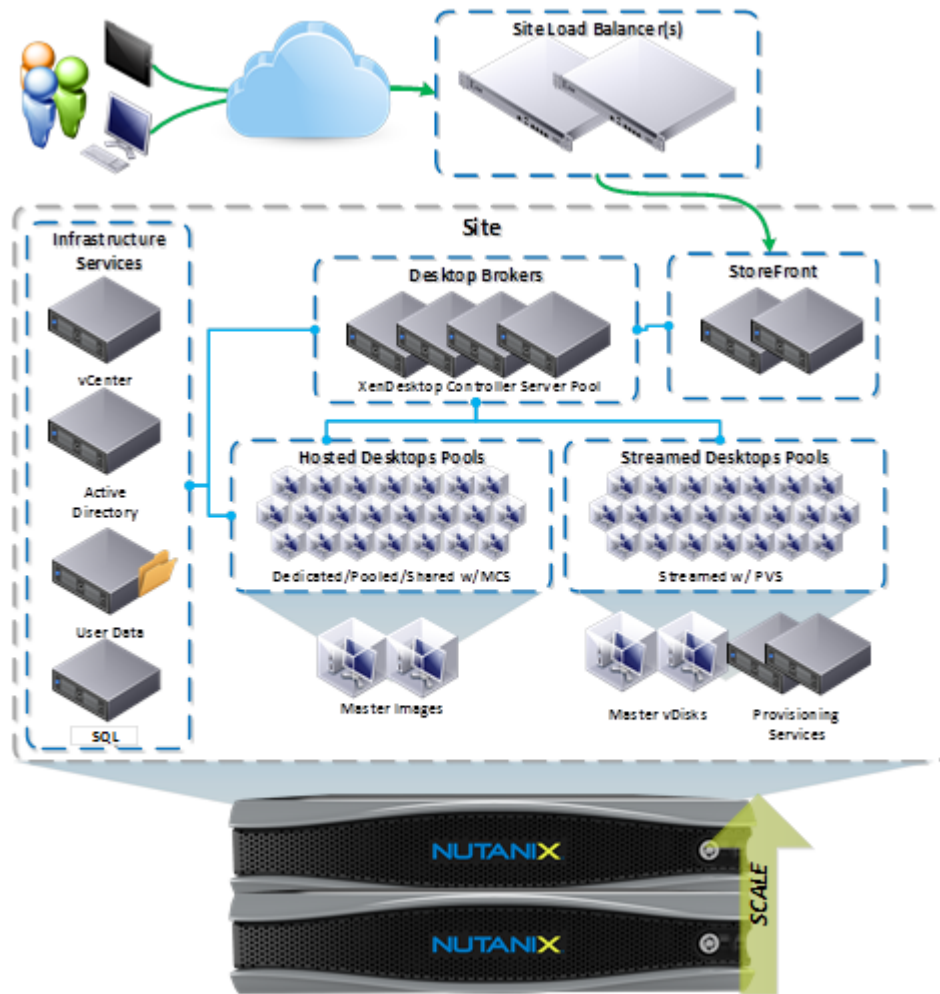 Site Load Balancer(s)
Site
Infrastructure
Services
vCenter
Active
Directory
User Data
SQL
Desktop Brokers
XenDesktop Controller Server Pool
StoreFront
Hosted Desktops Pools
Dedicated/Pooled/Shared w/MCS
Streamed Desktops Pools
Streamed w/ PVS
Master Images
Master vDisks
Provisioning
Services
NUTANIX
NUTANIX
SCALE